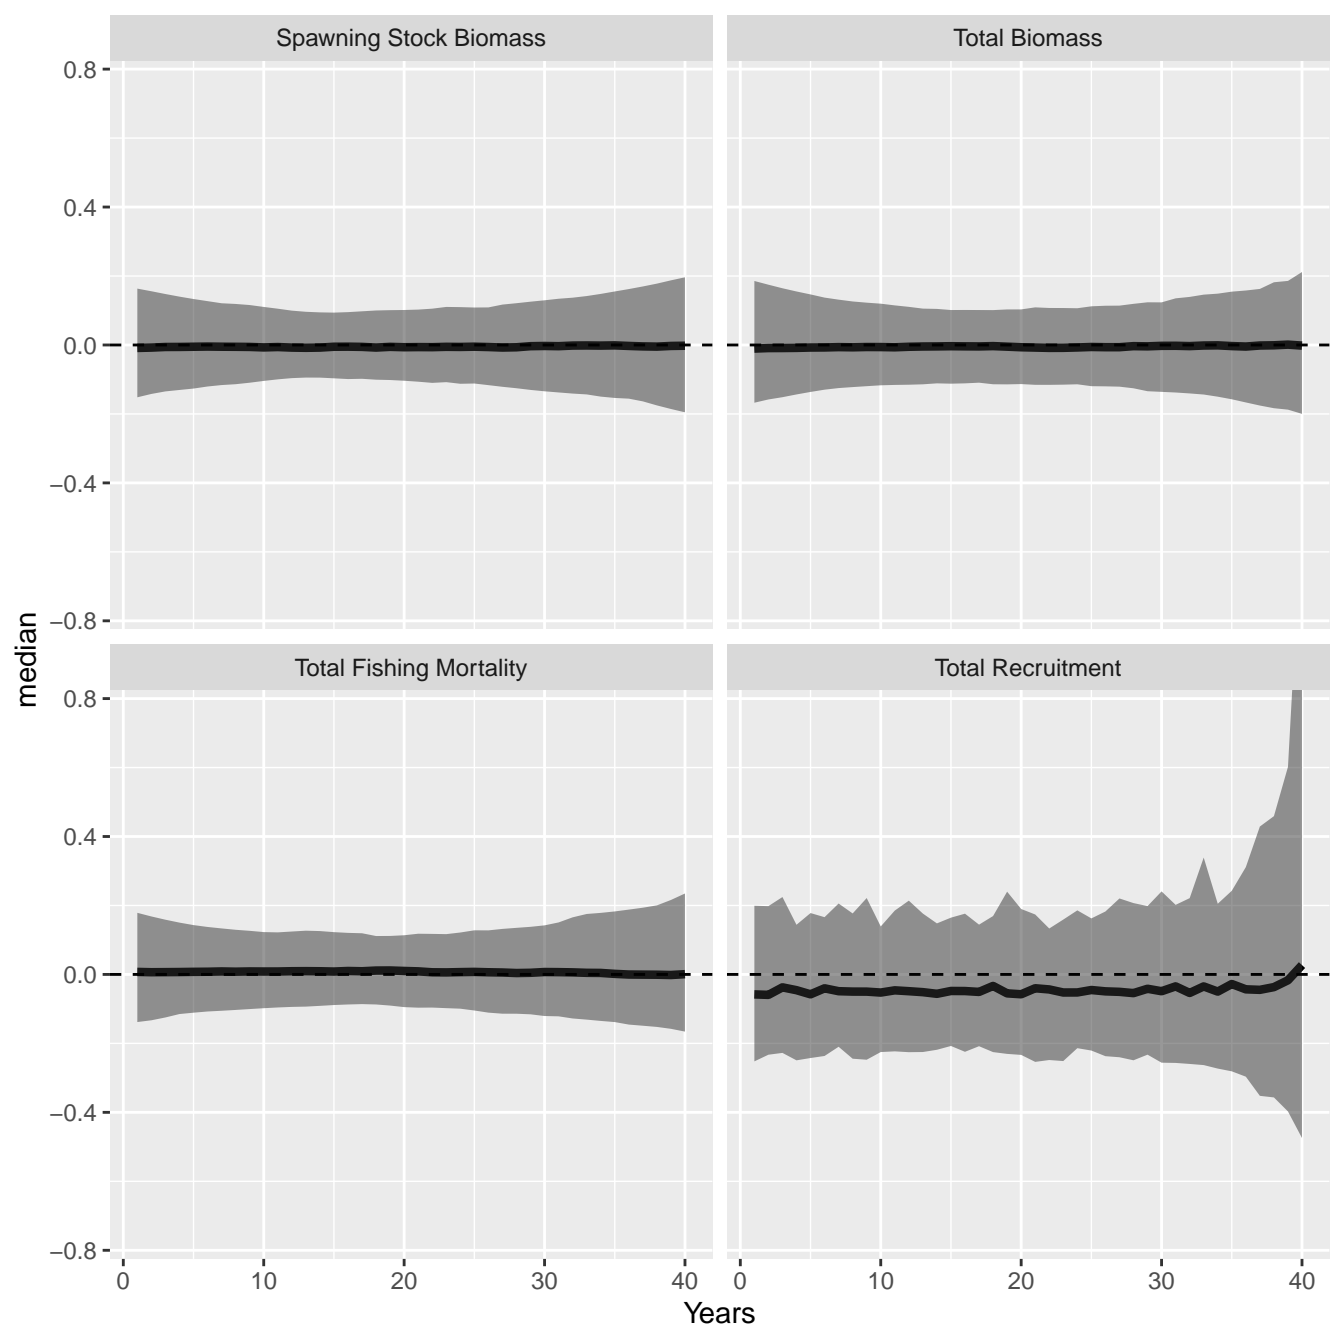 Spawning Stock Biomass
Total Biomass
0.8
0.4
0.0
−0.4
−0.8
median
Total Fishing Mortality
Total Recruitment
0.8
0.4
0.0
−0.4
−0.8
0 10 20 30 40
0 10 20 30 40
Years